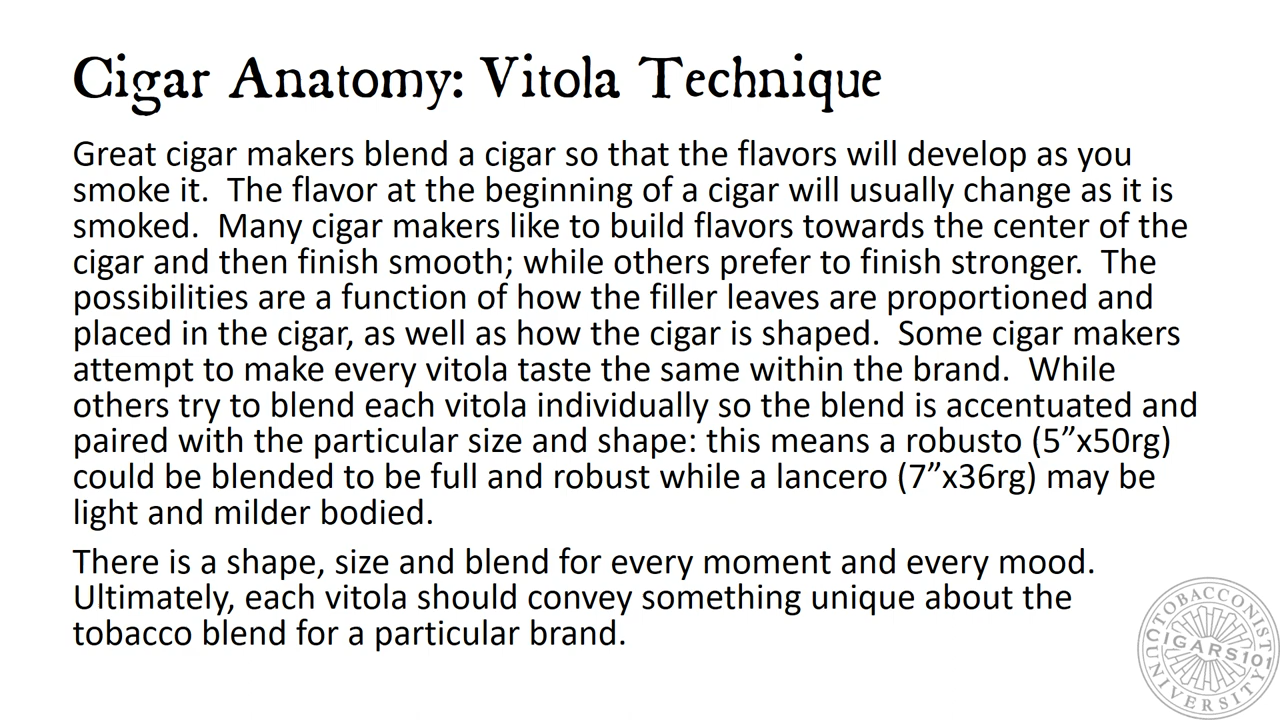 Cigar Anatomy: Vitola Technique
Great cigar makers blend a cigar so that the flavors will develop as you
smoke it.  The flavor at the beginning of a cigar will usually change as it is
smoked.  Many cigar makers like to build flavors towards the center of the
cigar and then finish smooth; while others prefer to finish stronger.  The
possibilities are a function of how the filler leaves are proportioned and
placed in the cigar, as well as how the cigar is shaped.  Some cigar makers
attempt to make every vitola taste the same within the brand.  While
others try to blend each vitola individually so the blend is accentuated and
paired with the particular size and shape: this means a robusto (5”x50rg)
could be blended to be full and robust while a lancero (7”x36rg) may be
light and milder bodied.
There is a shape, size and blend for every moment and every mood.
Ultimately, each vitola should convey something unique about the
tobacco blend for a particular brand.
TOBACCONIST
CIGARS101
UNIVERSITY